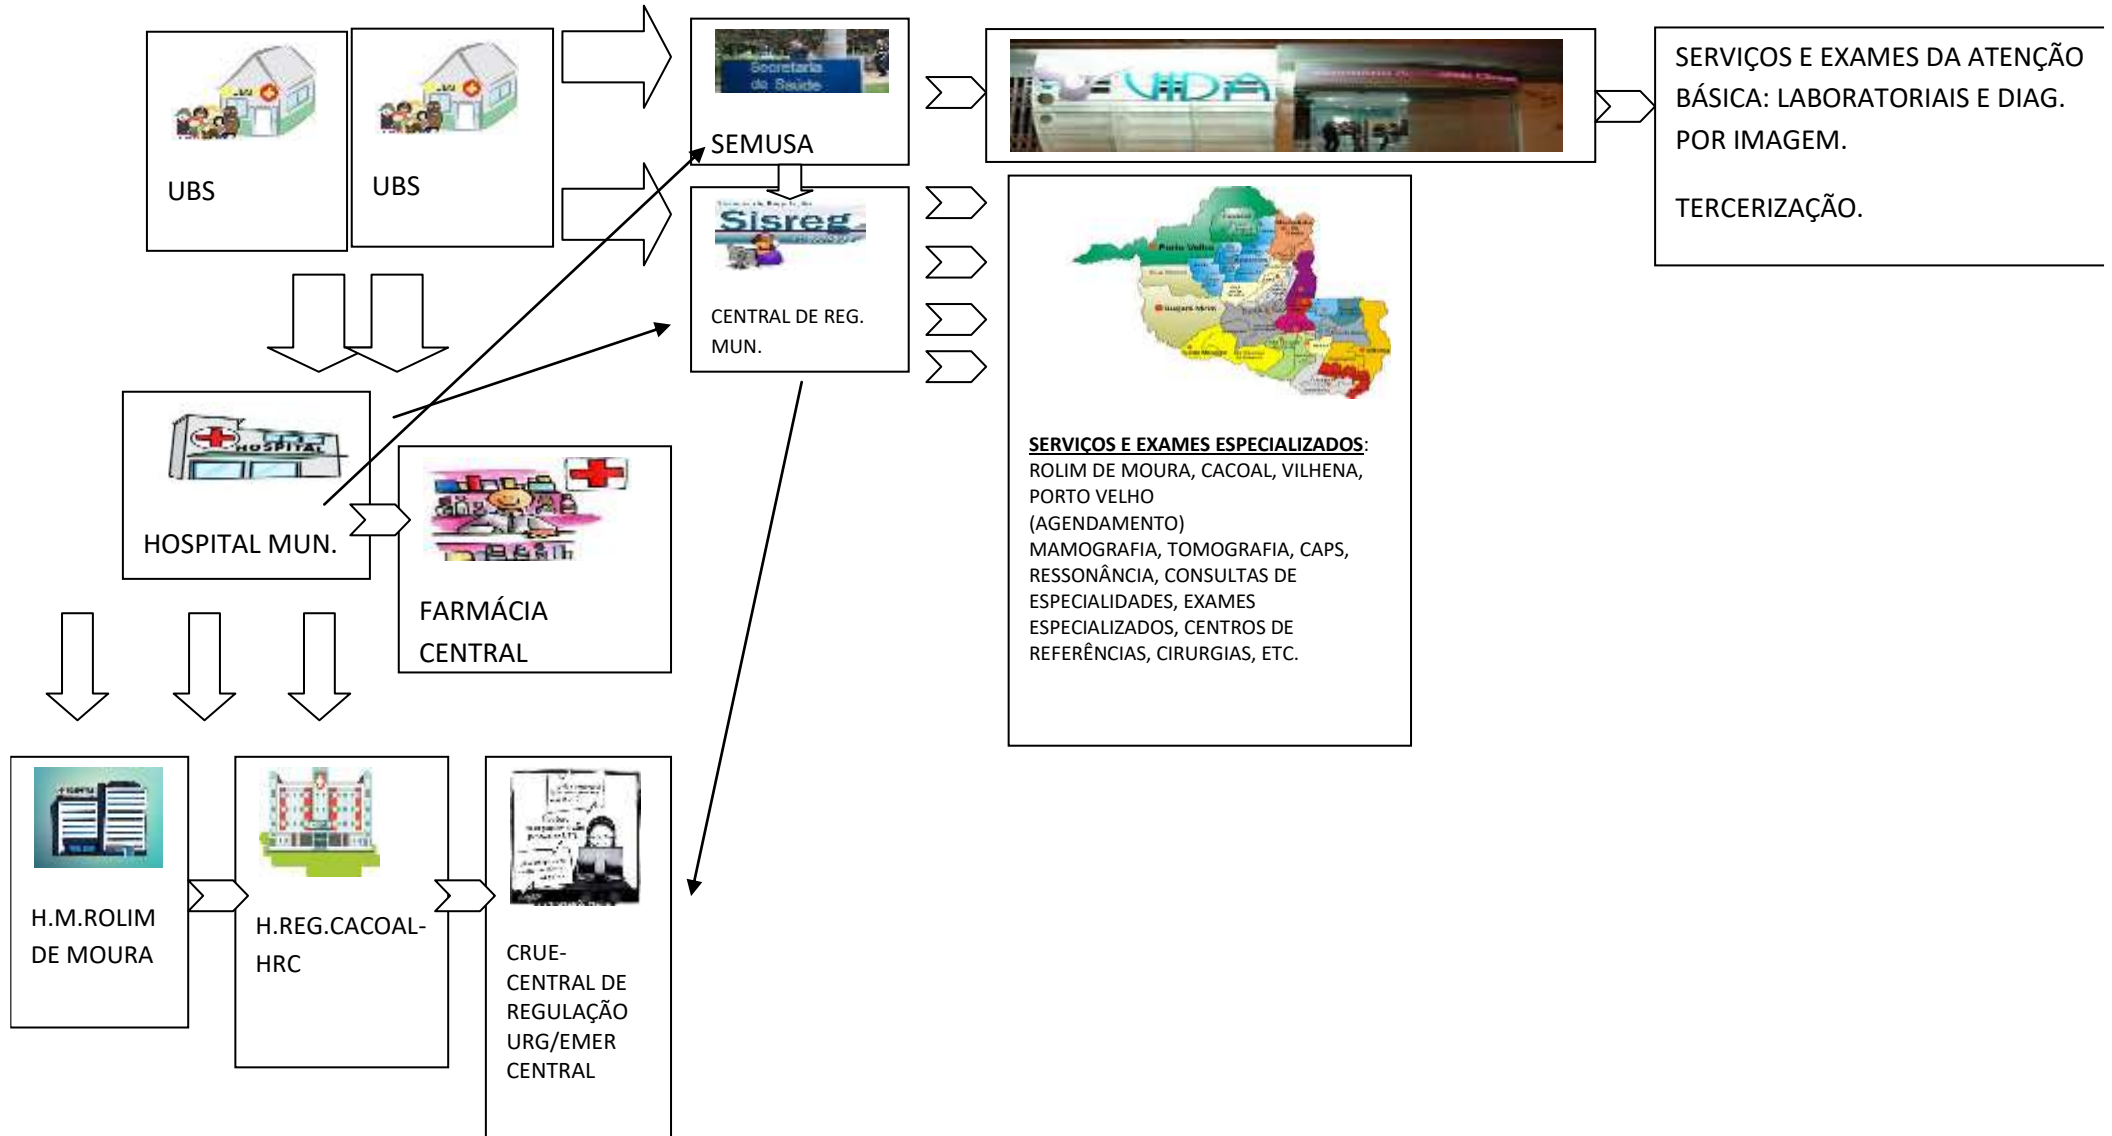 UBS
UBS
Secretaria
de Saúde
SEMUSA
VIDA
SERVIÇOS E EXAMES DA ATENÇÃO
BÁSICA: LABORATORIAIS E DIAG.
POR IMAGEM.
TERCERIZAÇÃO.
Sisreg
CENTRAL DE REG.
MUN.
Porto Velho
SERVIÇOS E EXAMES ESPECIALIZADOS:
ROLIM DE MOURA, CACOAL, VILHENA,
PORTO VELHO
(AGENDAMENTO)
MAMOGRAFIA, TOMOGRAFIA, CAPS,
RESSONÂNCIA, CONSULTAS DE
ESPECIALIDADES, EXAMES
ESPECIALIZADOS, CENTROS DE
REFERÊNCIAS, CIRURGIAS, ETC.
HOSPITAL
HOSPITAL MUN.
FARMÁCIA
CENTRAL
H.M.ROLIM
DE MOURA
H.REG.CACOAL-
HRC
CRUE-
CENTRAL DE
REGULAÇÃO
URG/EMER
CENTRAL